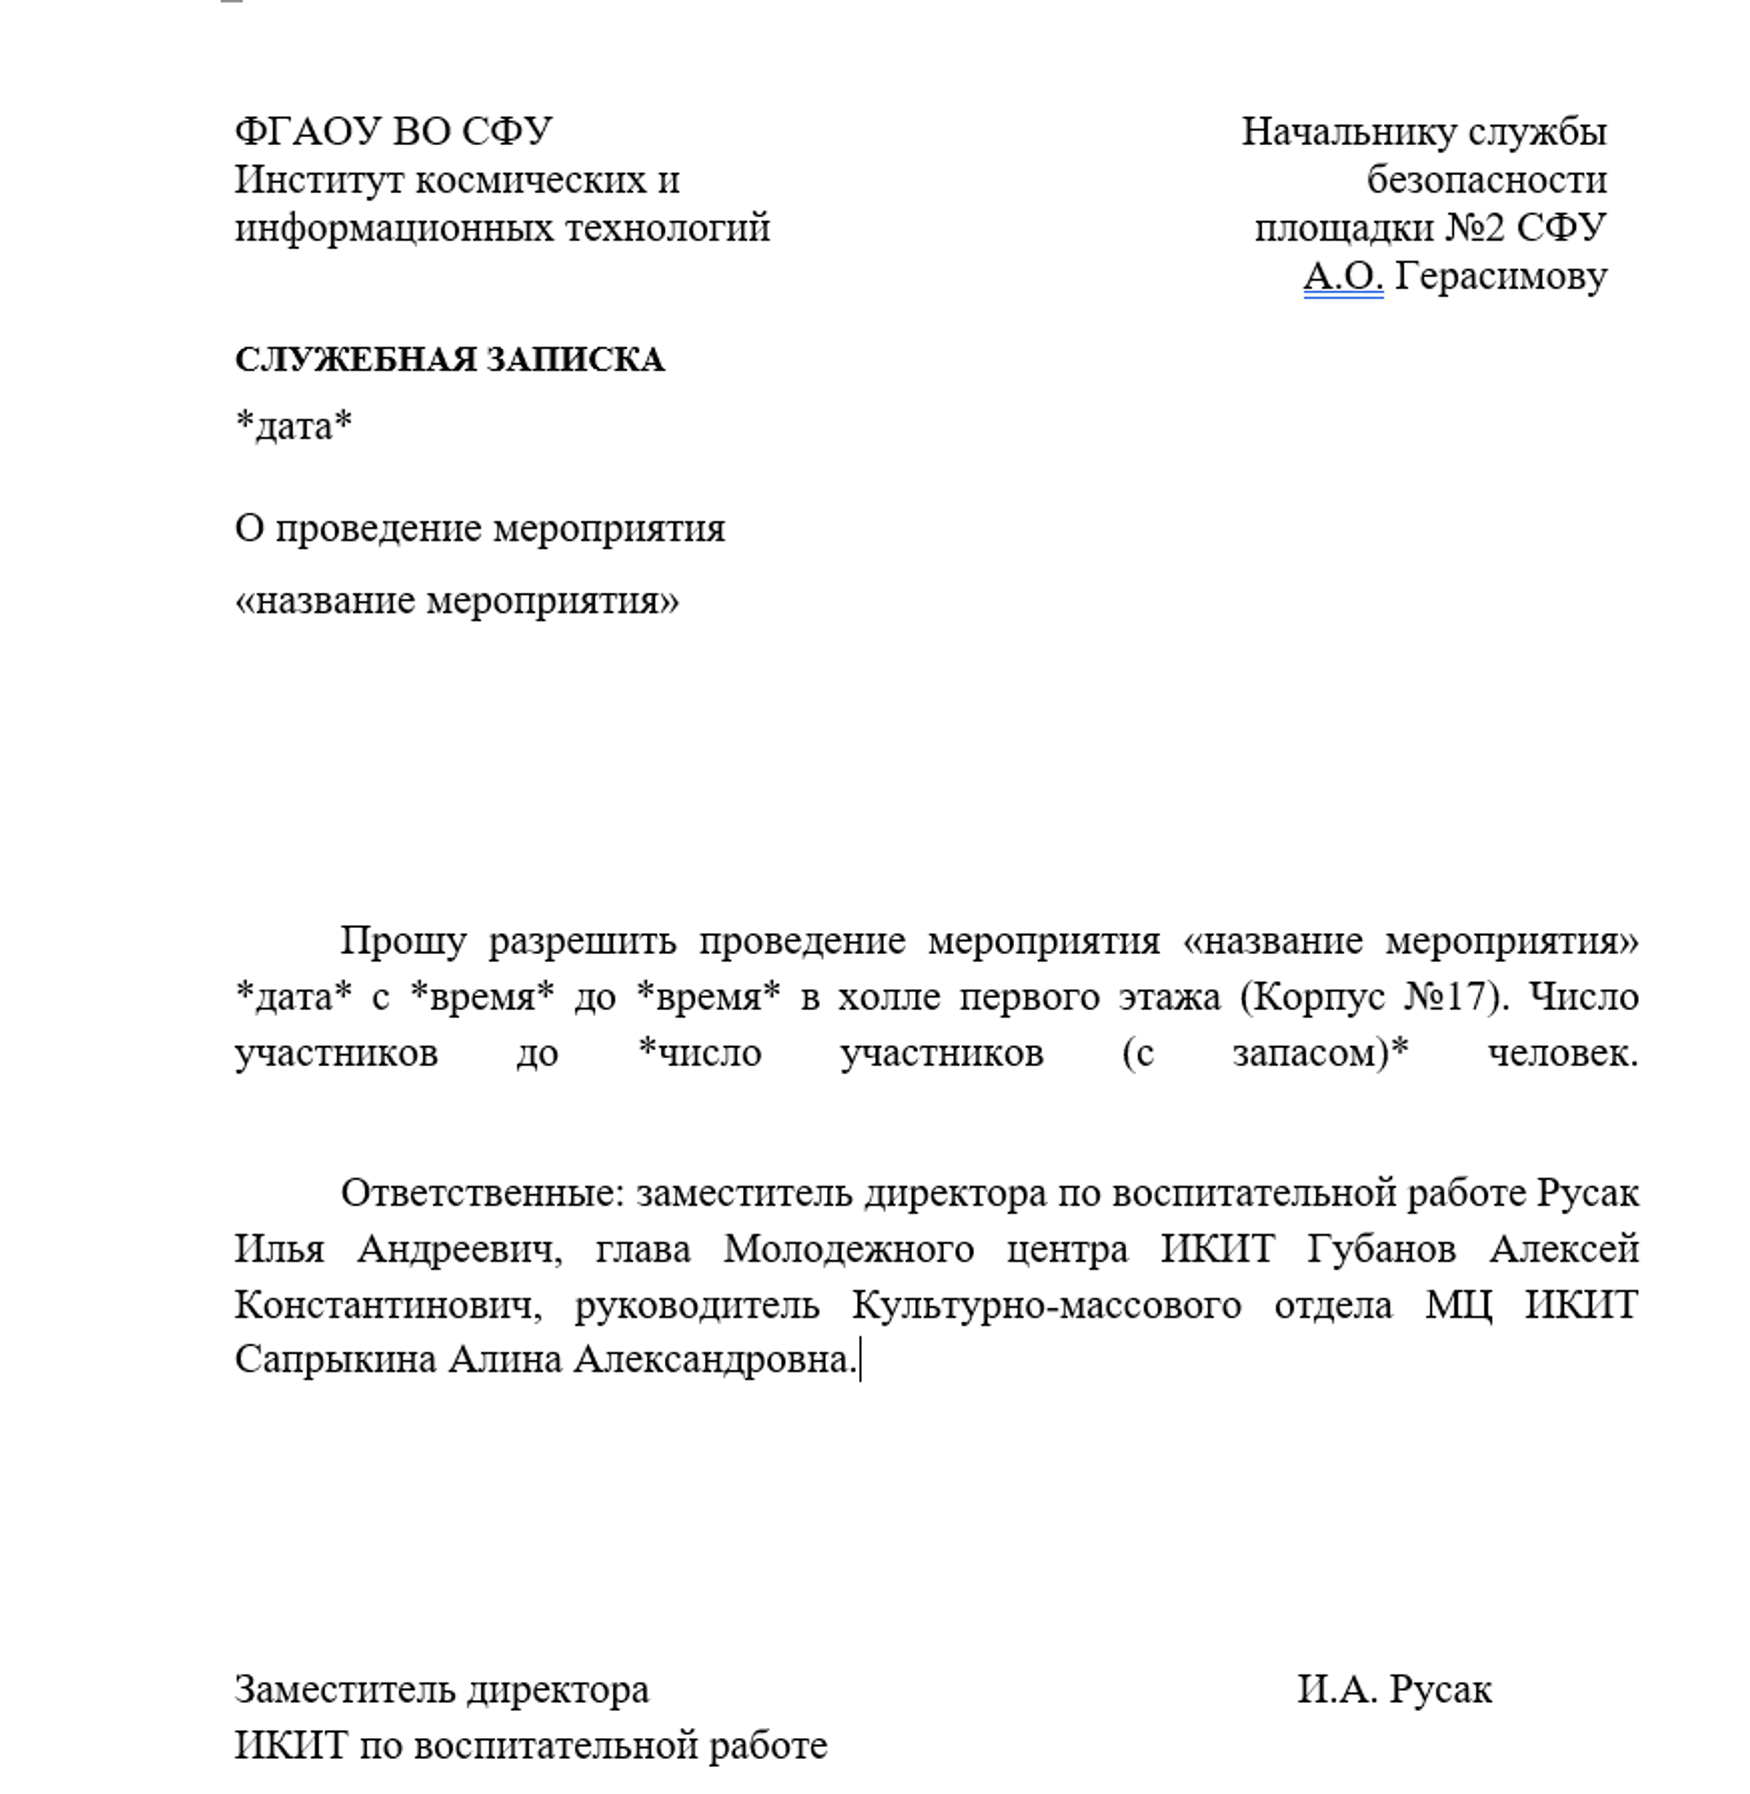 ФГАОУ ВО СФУ
Институт космических и
информационных технологий
Начальнику службы
безопасности
площадки №2 СФУ
А.О. Герасимову
СЛУЖЕБНАЯ ЗАПИСКА
*дата*
О проведение мероприятия
«название мероприятия»
Прошу разрешить проведение мероприятия «название мероприятия»
*дата* с *время* до *время* в холле первого этажа (Корпус №17). Число
участников до *число участников (с запасом)* человек.
Ответственные: заместитель директора по воспитательной работе Русак
Илья Андреевич, глава Молодежного центра ИКИТ Губанов Алексей
Константинович, руководитель Культурно-массового отдела МЦ ИКИТ
Сапрыкина Алина Александровна.
Заместитель директора
ИКИТ по воспитательной работе
И.А. Русак